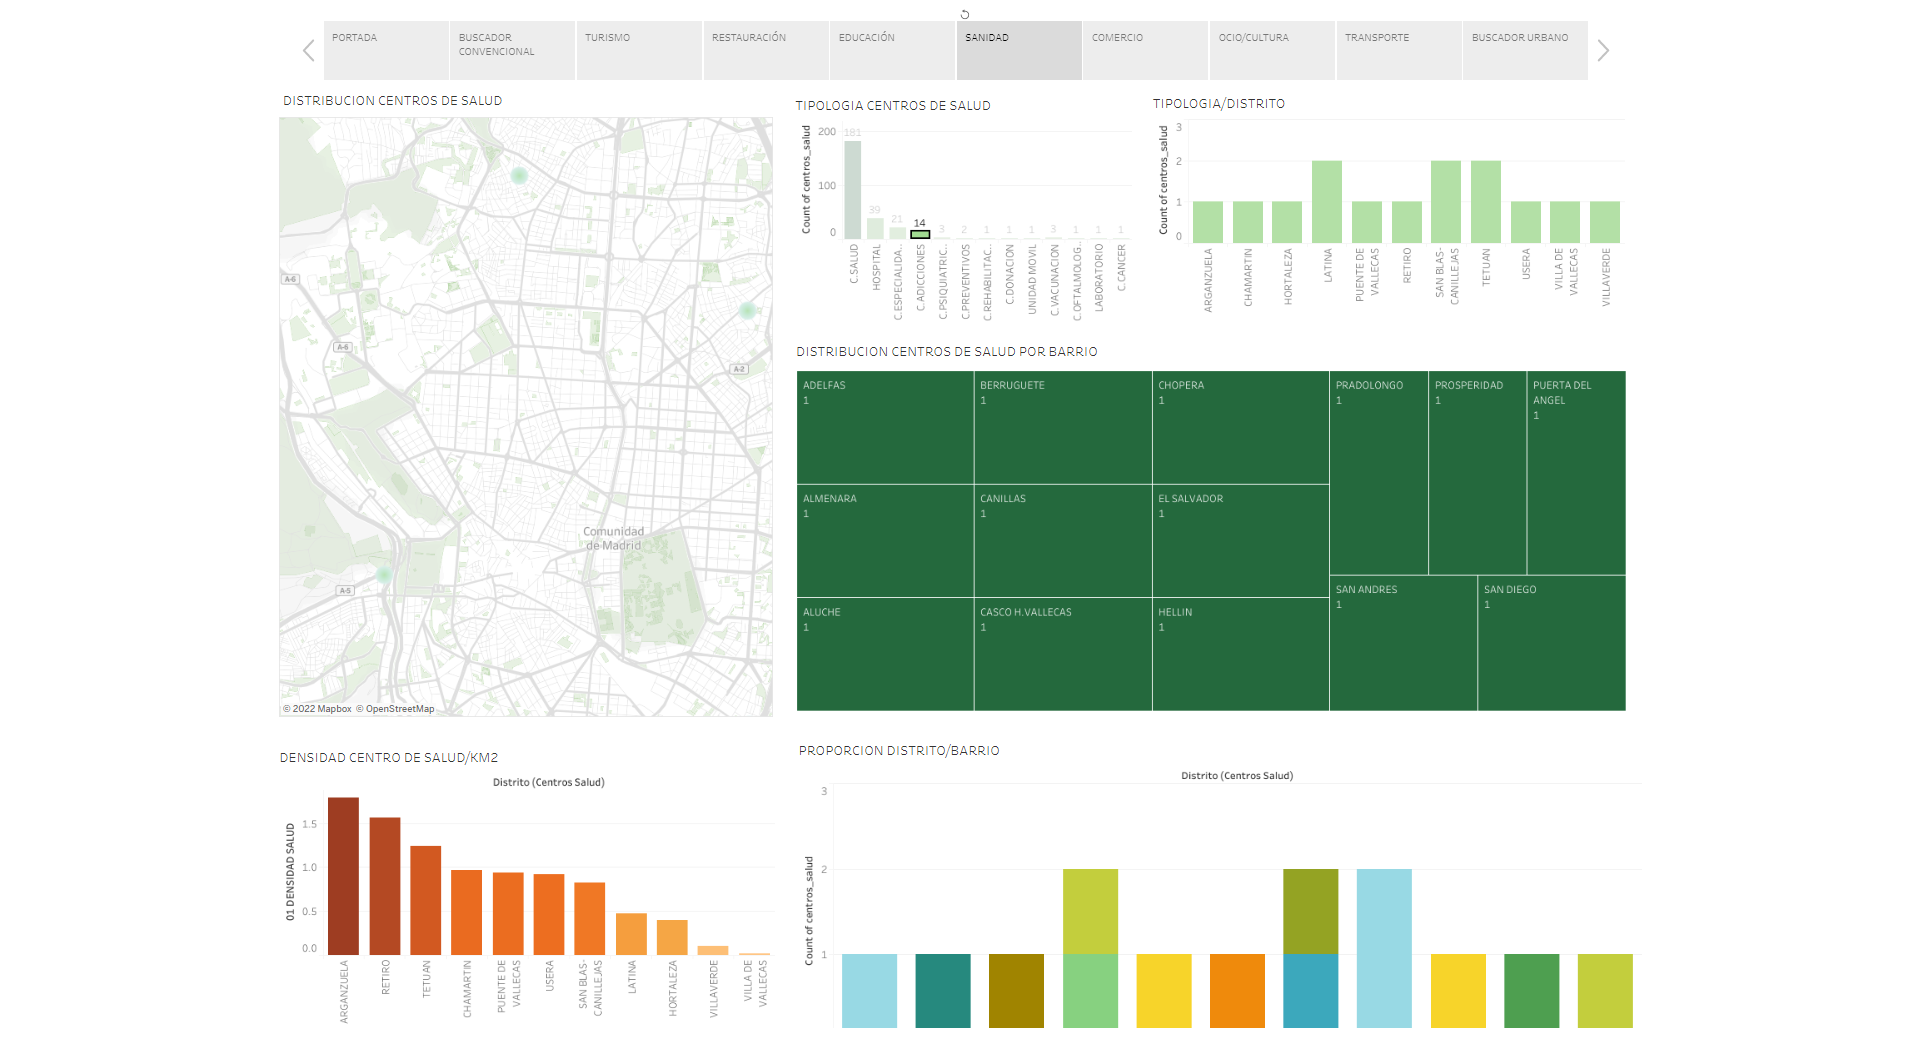 PORTADA
BUSCADOR
CONVENCIONAL
TURISMO
RESTAURACIÓN
EDUCACIÓN
SANIDAD
COMERCIO
OCIO/CULTURA
TRANSPORTE
BUSCADOR URBANO
DISTRIBUCION CENTROS DE SALUD
A-6
A-6
A-2
Comunidad
de Madrid
A-5
© 2022 Mapbox © OpenStreetMap
TIPOLOGIA CENTROS DE SALUD
Count of centros_salud
200
100
0
181
39
21
14
3
2
1
1
1
3
1
1
1
C.SALUD
HOSPITAL
C.ESPECIALIDA..
C.ADICCIONES
C.PSIQUIATRIC..
C.PREVENTIVOS
C.REHABILITAC..
C.DONACION
UNIDAD MOVIL
C.VACUNACION
C.OFTALMOLOG..
LABORATORIO
C.CANCER
TIPOLOGIA/DISTRITO
Count of centros_salud
3
2
1
0
ARGANZUELA
CHAMARTIN
HORTALEZA
LATINA
PUENTE DE
VALLECAS
RETIRO
SAN BLAS-
CANILLEJAS
TETUAN
USERA
VILLA DE
VALLECAS
VILLAVERDE
DISTRIBUCION CENTROS DE SALUD POR BARRIO
ADELFAS
1
BERRUGUETE
1
CHOPERA
1
PRADOLONGO
1
PROSPERIDAD
1
PUERTA DEL
ANGEL
1
ALMENARA
1
CANILLAS
1
EL SALVADOR
1
SAN ANDRES
1
SAN DIEGO
1
ALUCHE
1
CASCO H.VALLECAS
1
HELLIN
1
DENSIDAD CENTRO DE SALUD/KM2
Distrito (Centros Salud)
01 DENSIDAD SALUD
1.5
1.0
0.5
0.0
ARGANZUELA
RETIRO
TETUAN
CHAMARTIN
PUENTE DE
VALLECAS
USERA
SAN BLAS-
CANILLEJAS
LATINA
HORTALEZA
VILLAVERDE
VILLA DE
VALLECAS
PROPORCION DISTRITO/BARRIO
Distrito (Centros Salud)
Count of centros_salud
3
2
1